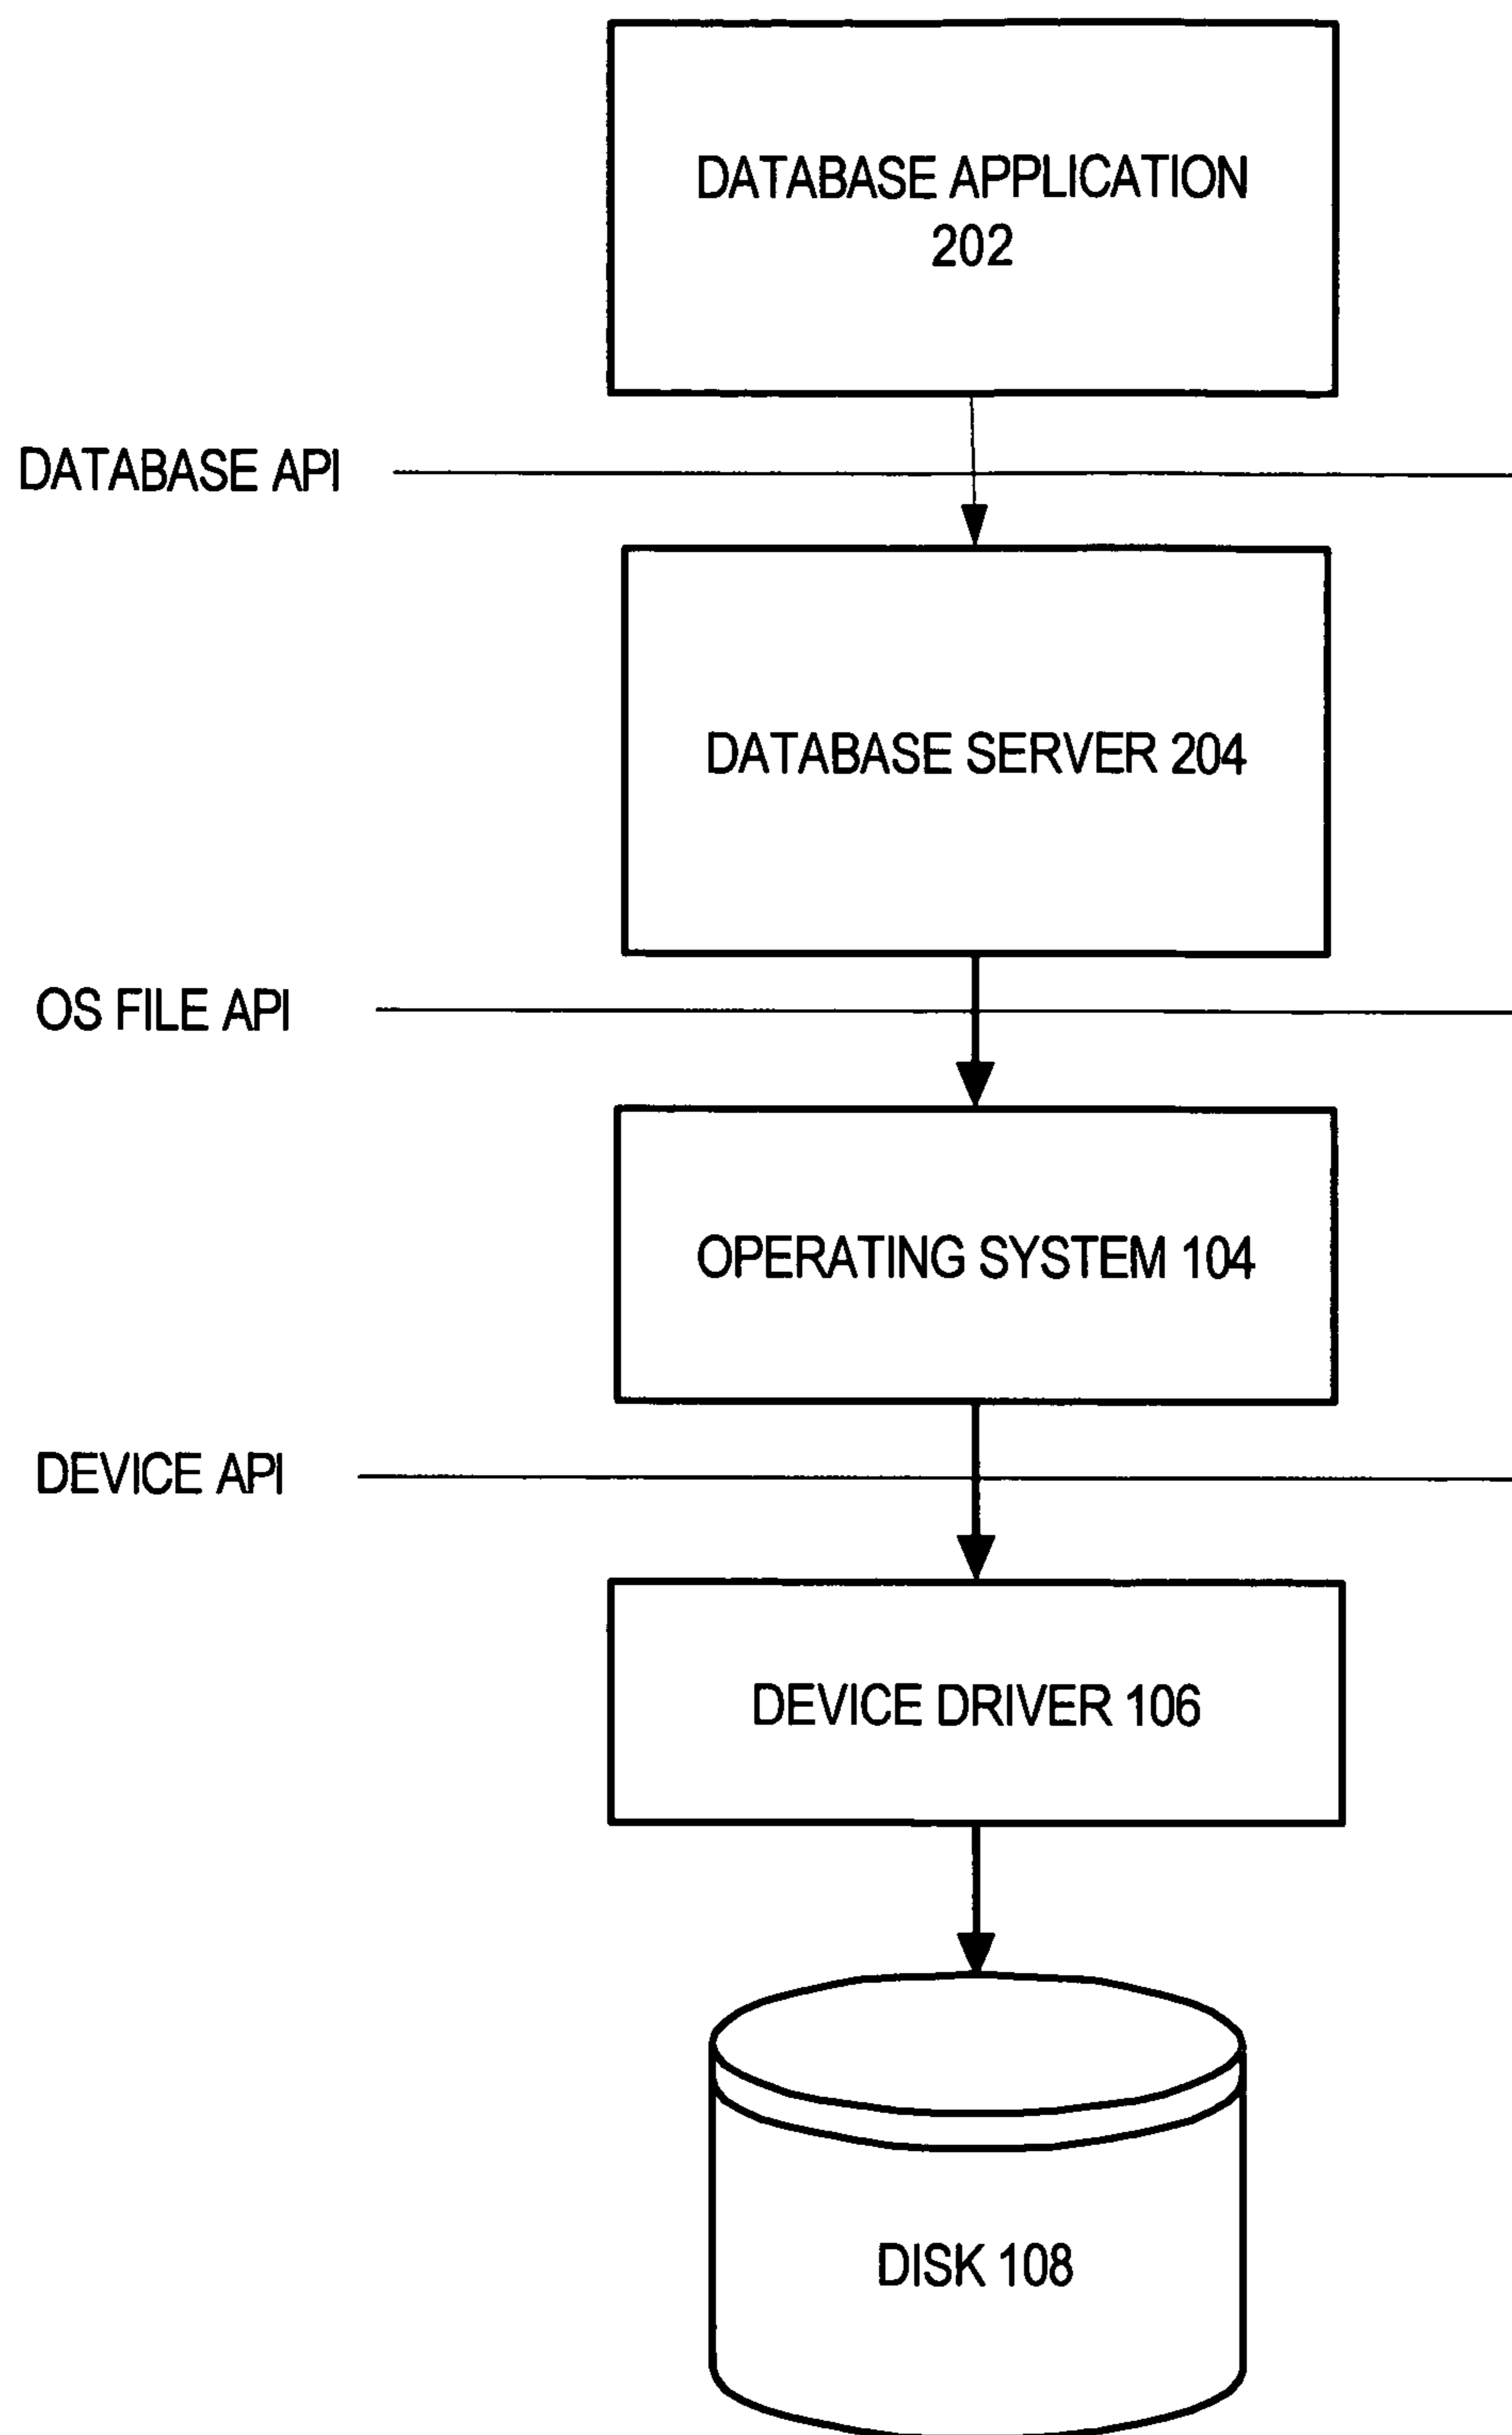 DATABASE APPLICATION
202
DATABASE API
DATABASE SERVER 204
OS FILE API
OPERATING SYSTEM 104
DEVICE API
DEVICE DRIVER 106
DISK 108